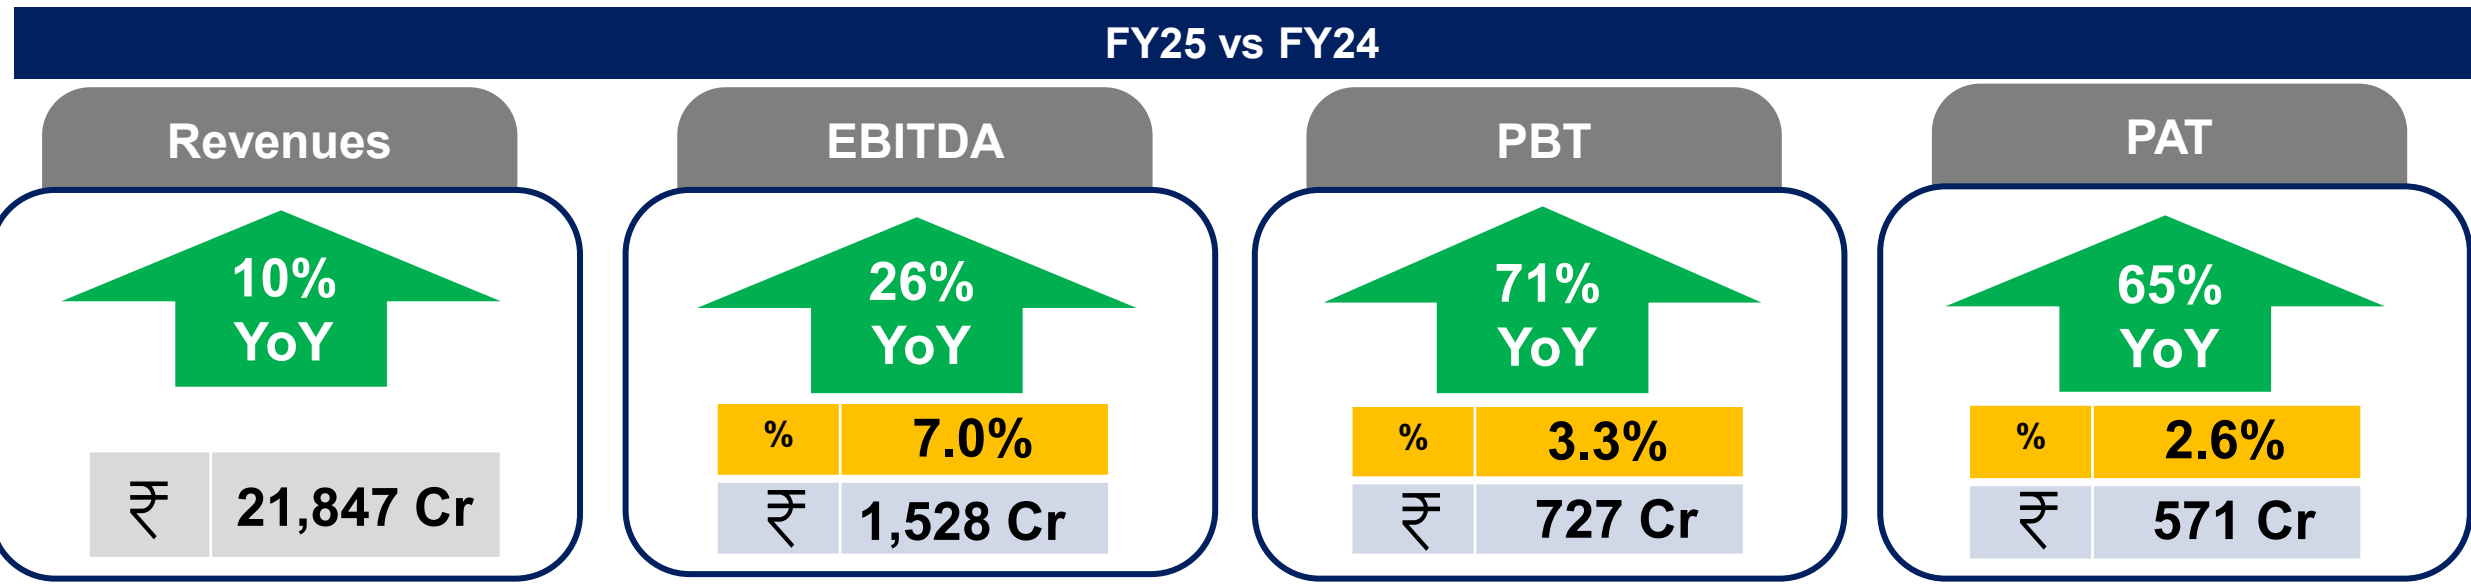 FY25 vs FY24
Revenues
10%
YoY
₹ 21,847 Cr
EBITDA
26%
YoY
% 7.0%
₹ 1,528 Cr
PBT
71%
YoY
% 3.3%
₹ 727 Cr
PAT
65%
YoY
% 2.6%
₹ 571 Cr